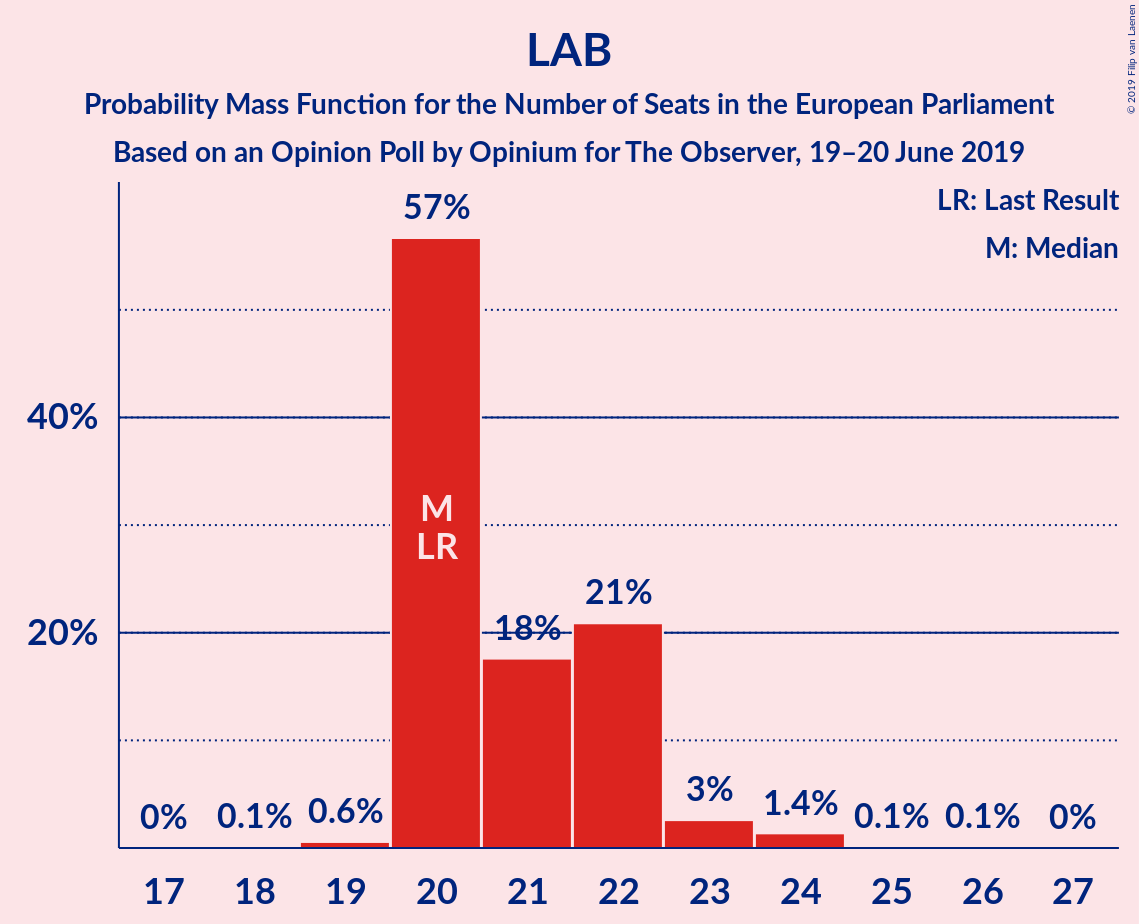 LAB
Probability Mass Function for the Number of Seats in the European Parliament
Based on an Opinion Poll by Opinium for The Observer, 19–20 June 2019
© 2019 Filip van Laenen
LR: Last Result
M: Median
57%
40%
M
LR
21%
18%
20%
3%
1.4%
0.6%
0%
0.1%
0.1%
0.1%
0%
17 18 19 20 21 22 23 24 25 26 27